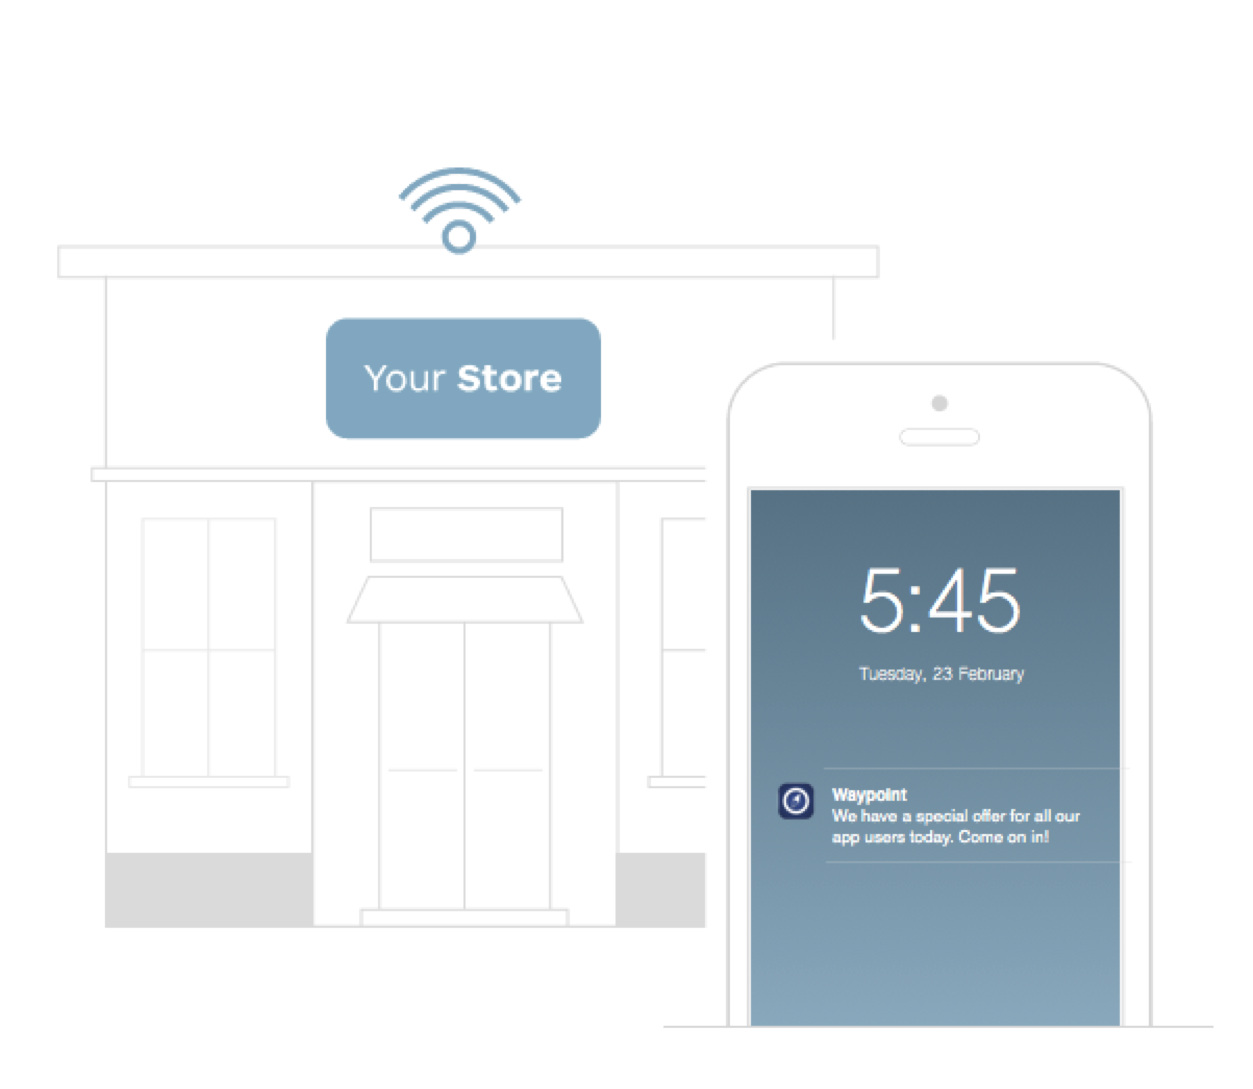 Your Store
5:45
Tuesday, 23 February
Waypoint
We have a special offer for all our
app users today. Come on in!